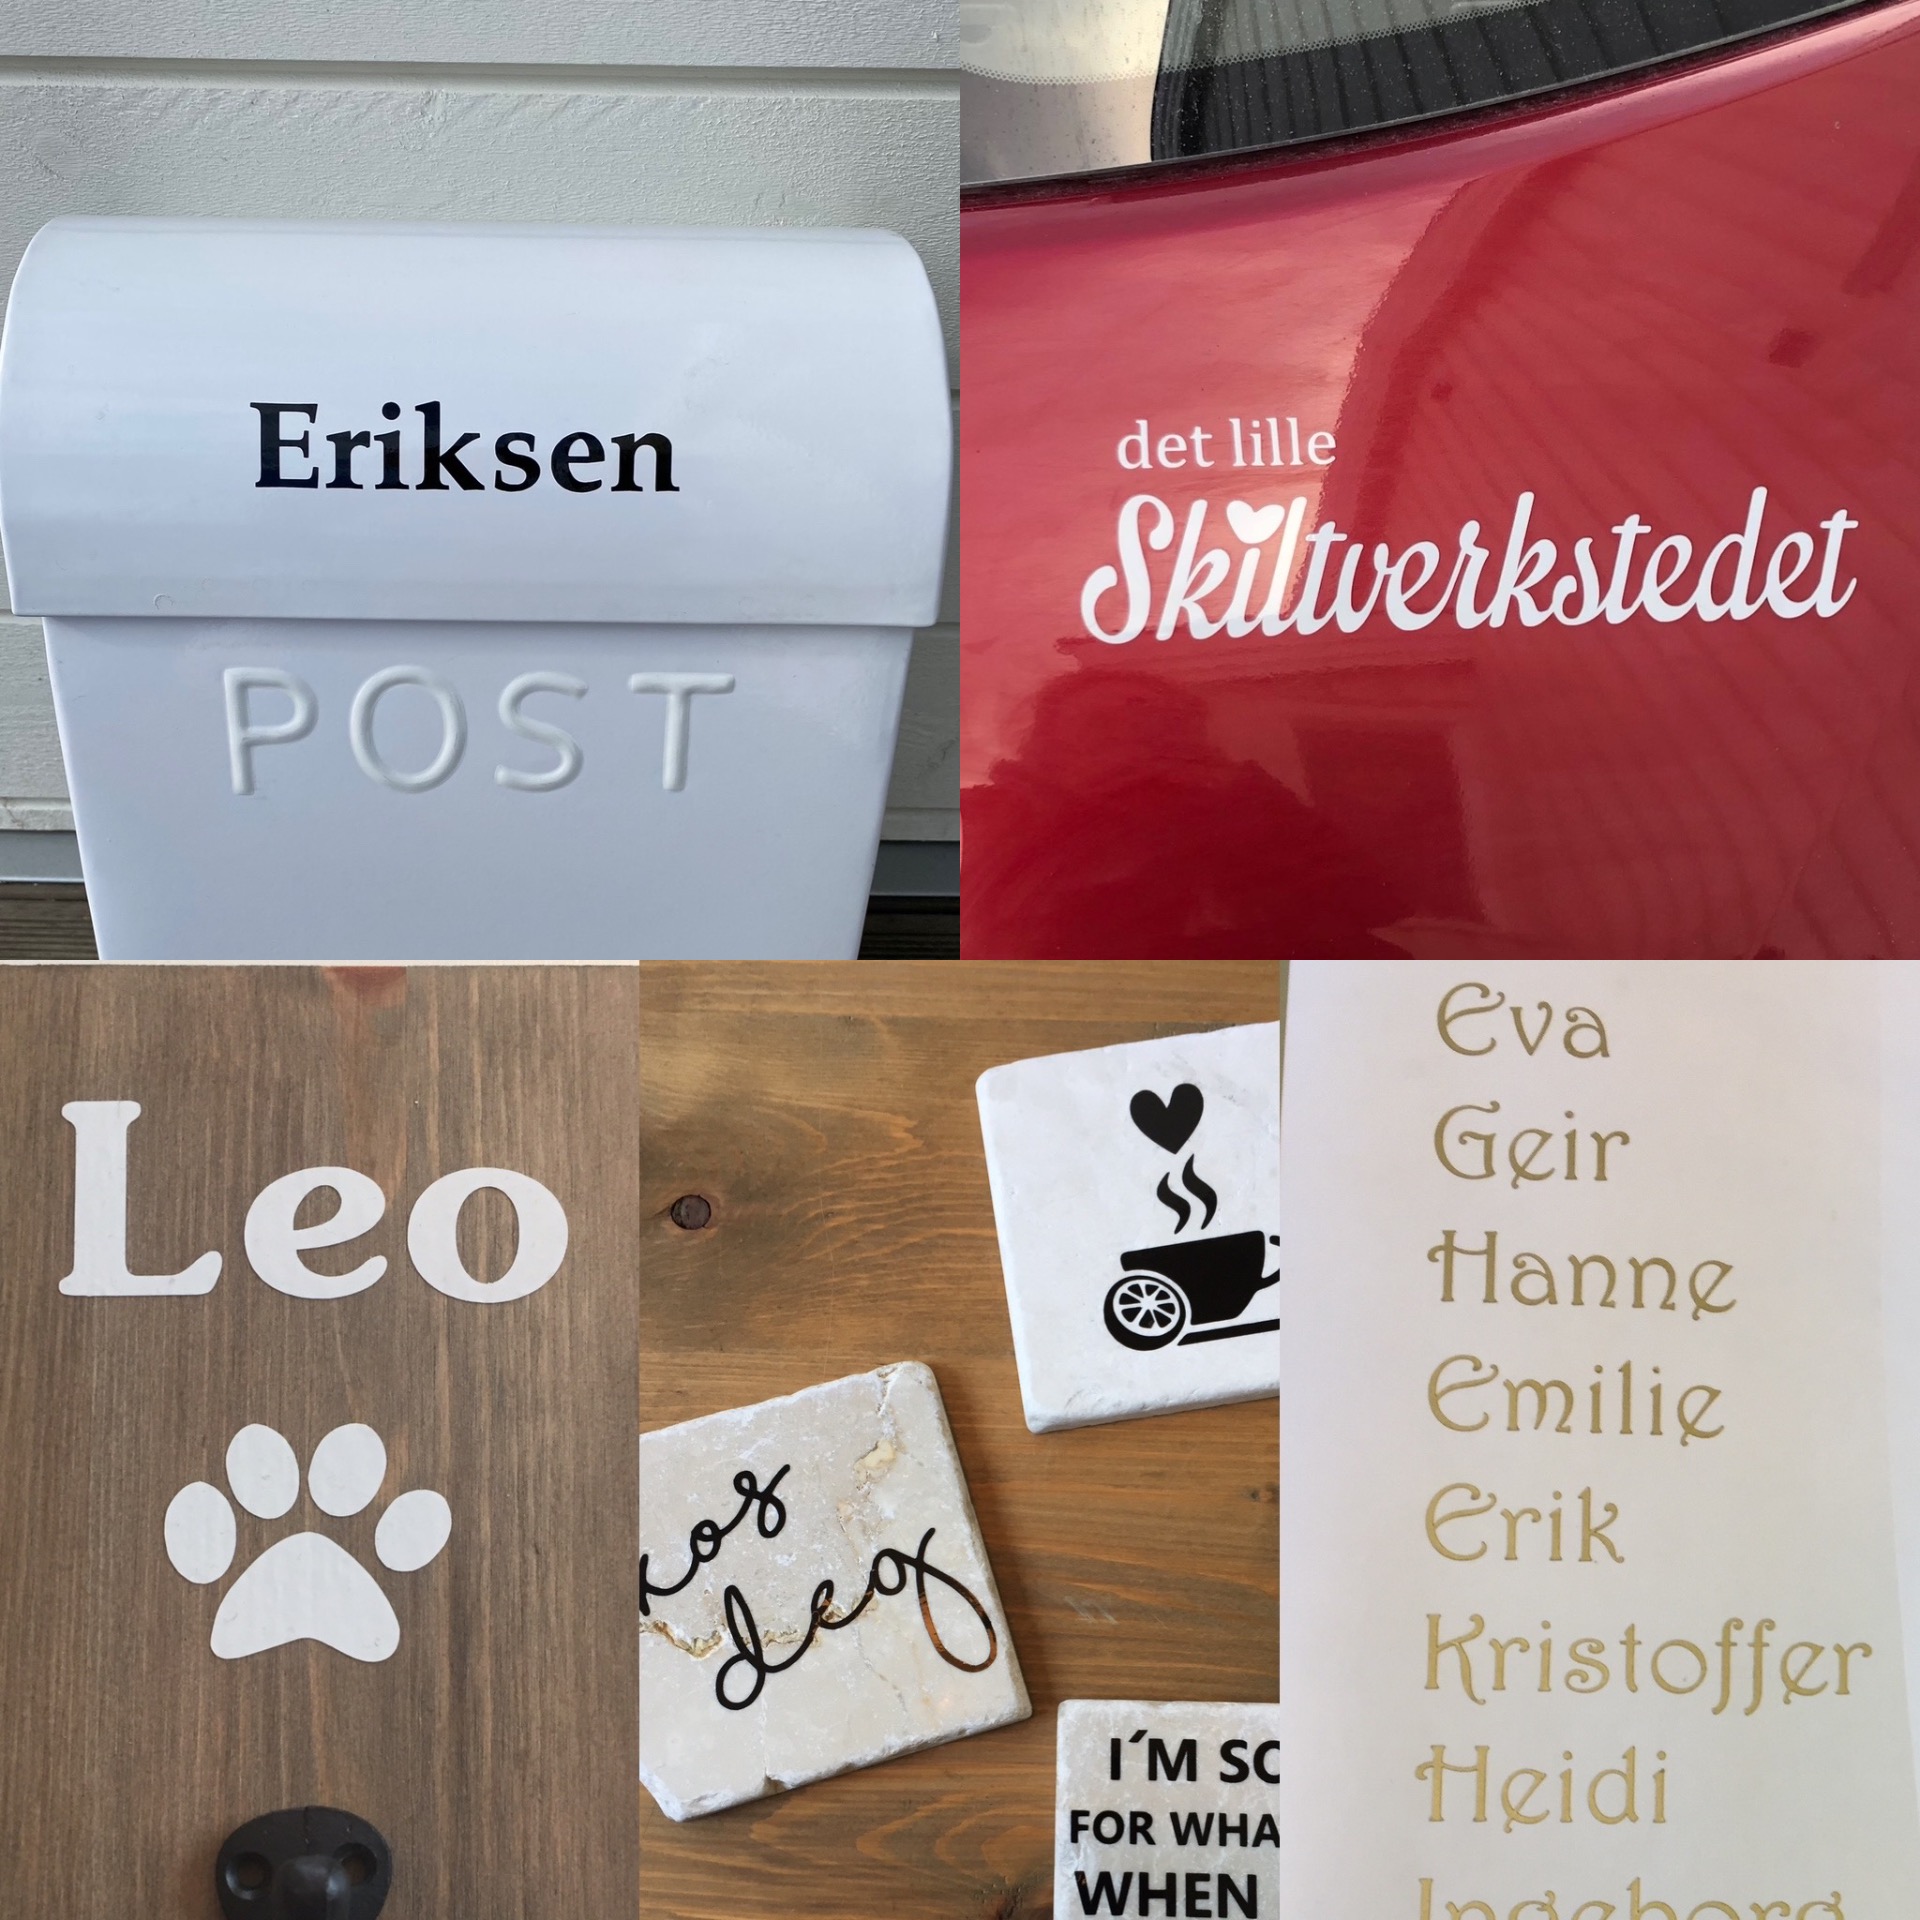 Eriksen
POST
det lille
Skiltverkstedet
Leo
kos
deg
I´M SO
FOR WHA
WHEN
Eva
Geir
Hanne
Emilie
Erik
Kristoffer
Heidi
Ingeborg